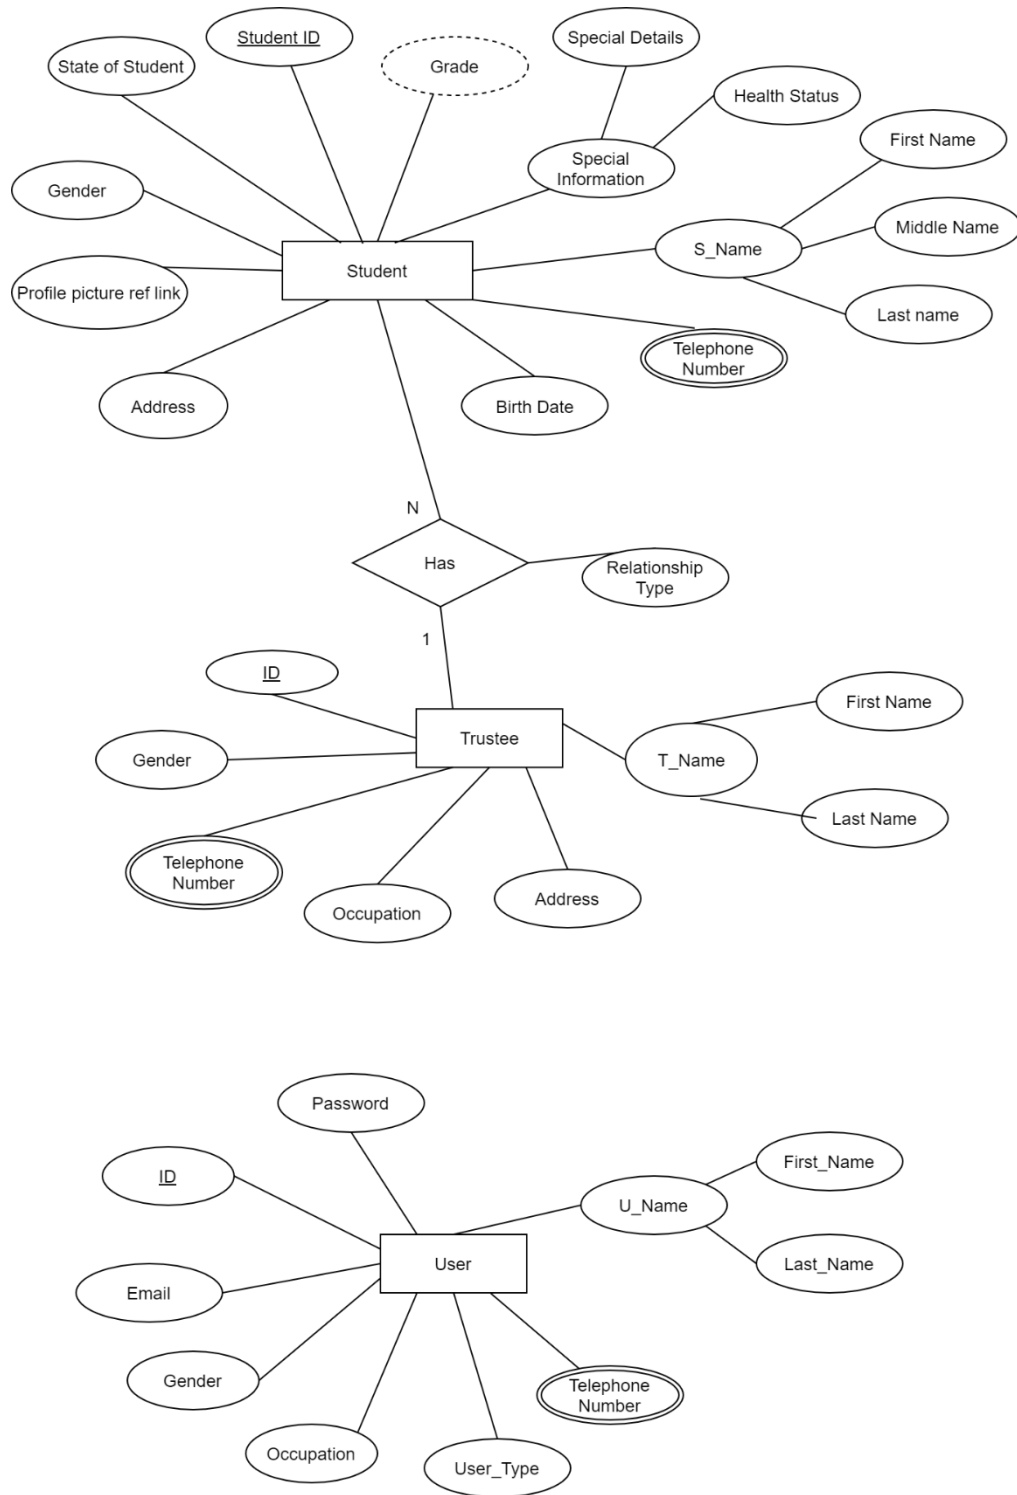 Student ID
Special Details
State of Student
Grade
Health Status
First Name
Special
Information
Gender
Middle Name
S_Name
Student
Profile picture ref link
Last name
Telephone
Number
Address
Birth Date
N
Has
Relationship
Type
1
ID
First Name
Trustee
Gender
T_Name
Last Name
Telephone
Number
Address
Occupation
Password
First_Name
ID
U_Name
User
Last_Name
Email
Gender
Telephone
Number
Occupation
User_Type